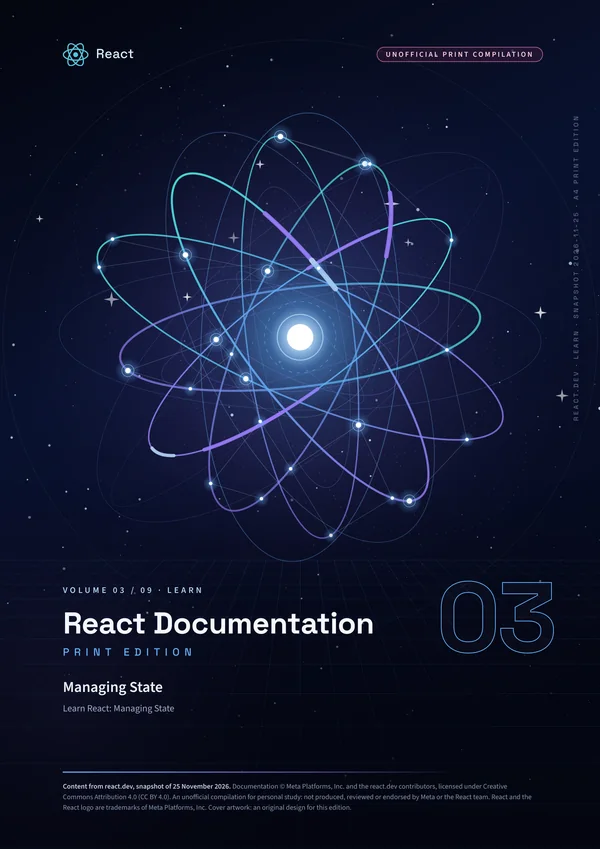 React
UNOFFICIAL PRINT COMPILATION
REACT.DEV · LEARN · SNAPSHOT 2026-11-25 · A4 PRINT EDITION
VOLUME 03 / 09 · LEARN
React Documentation
03
PRINT EDITION
Managing State
Learn React: Managing State
Content from react.dev, snapshot of 25 November 2026. Documentation © Meta Platforms, Inc. and the react.dev contributors, licensed under Creative
Commons Attribution 4.0 (CC BY 4.0). An unofficial compilation for personal study: not produced, reviewed or endorsed by Meta or the React team. React and the
React logo are trademarks of Meta Platforms, Inc. Cover artwork: an original design for this edition.